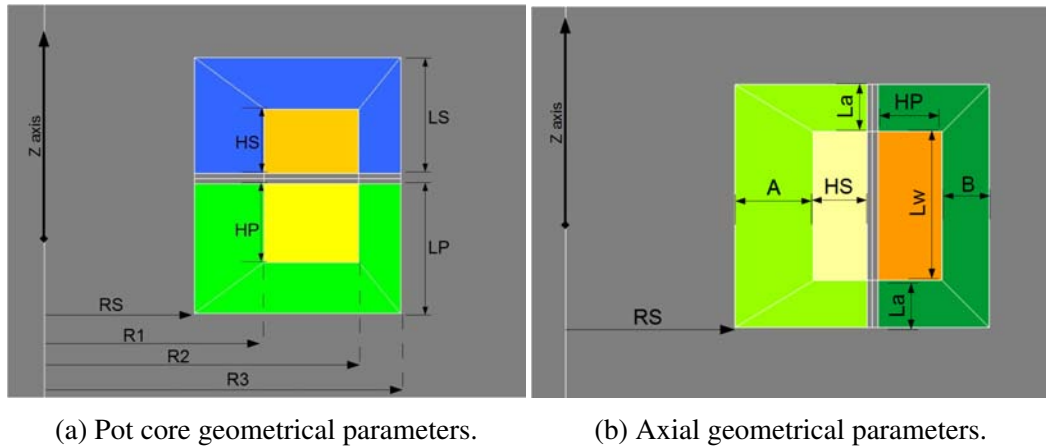 Z axis
HS
LS
HP
LP
RS
R1
R2
R3
Z axis
La
HP
A
HS
Lw
B
La
RS
(a) Pot core geometrical parameters.
(b) Axial geometrical parameters.